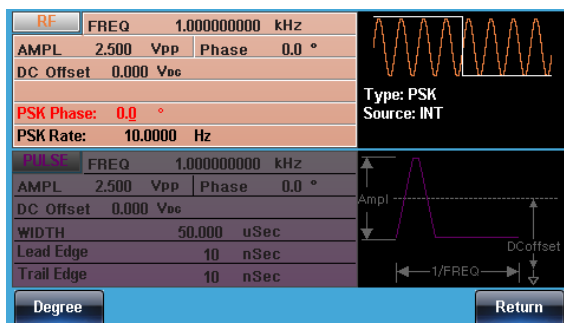 RF FREQ 1.000000000 kHz
AMPL 2.500 Vpp Phase 0.0 °
DC Offset 0.000 VDC
PSK Phase: 0.0 °
PSK Rate: 10.0000 Hz
Type: PSK
Source: INT
PULSE FREQ 1.000000000 kHz
AMPL 2.500 Vpp Phase 0.0 °
DC Offset 0.000 VDC
WIDTH 50.000 uSec
Lead Edge 10 nSec
Trail Edge 10 nSec
Ampl
DCoffset
1/FREQ
Degree
Return